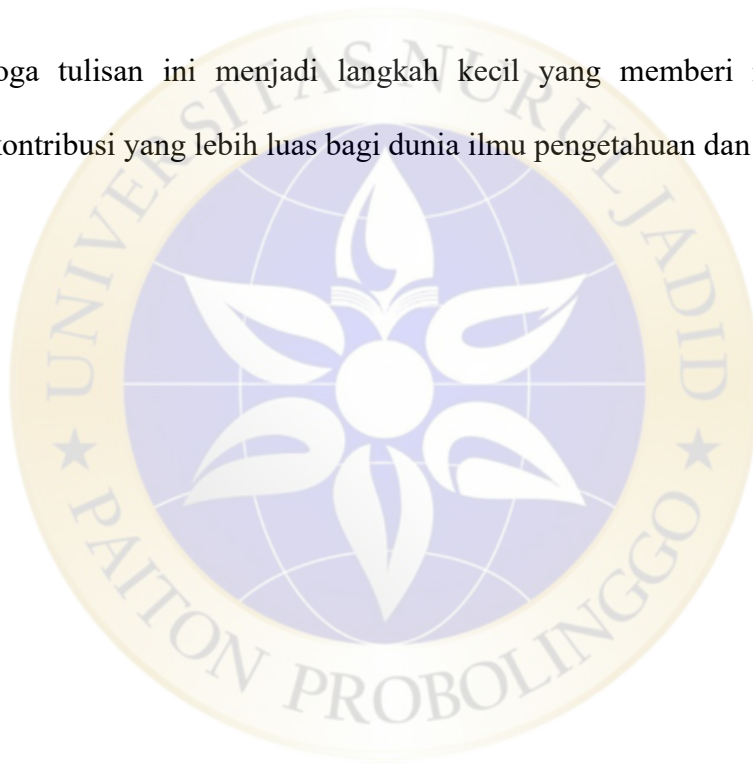 oga tulisan ini menjadi langkah kecil yang memberi
kontribusi yang lebih luas bagi dunia ilmu pengetahuan dan
UNIVERSITAS NURUL JADID
★ PAITON PROBOLINGGO ★